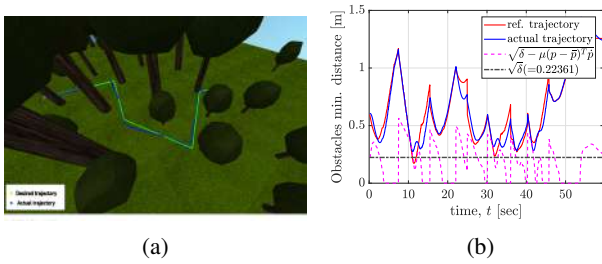 Desired trajectory
Actual trajectory
(a)
Obstacles min. distance [m]
1.5
1
0.5
0
0
10
20
30
40
50
time, t [sec]
ref. trajectory
actual trajectory
√(δ − μ(p − p̅)ᵀṗ)
√δ(=0.22361)
(b)